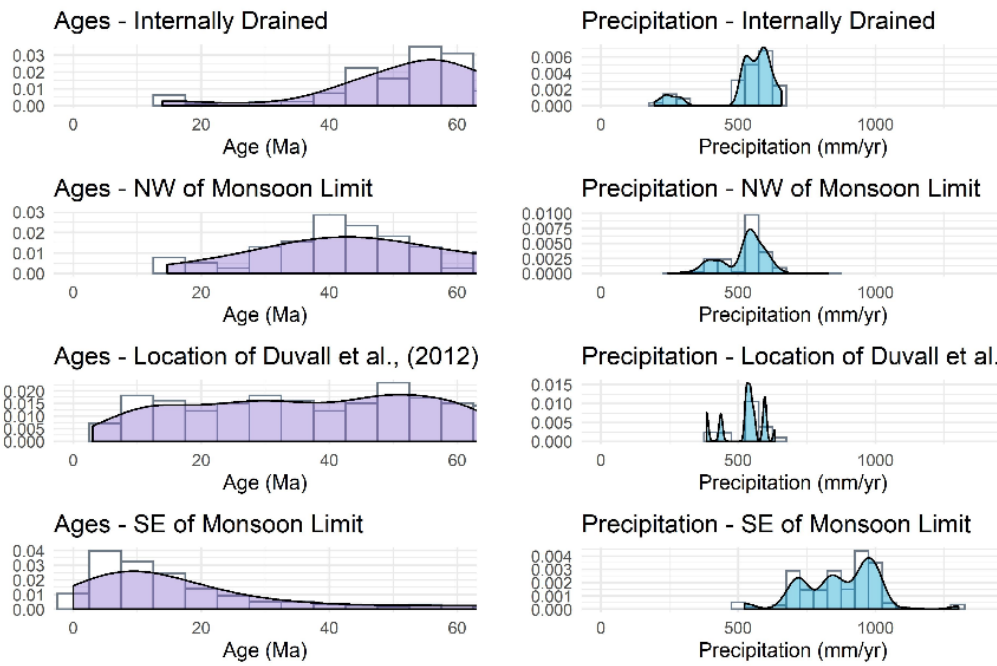 Ages - Internally Drained
0.03
0.02
0.01
0.00
0 20 40 60
Age (Ma)
Precipitation - Internally Drained
0.006
0.004
0.002
0.000
0 500 1000
Precipitation (mm/yr)
Ages - NW of Monsoon Limit
0.03
0.02
0.01
0.00
0 20 40 60
Age (Ma)
Precipitation - NW of Monsoon Limit
0.0100
0.0075
0.0050
0.0025
0.0000
0 500 1000
Precipitation (mm/yr)
Ages - Location of Duvall et al., (2012)
0.020
0.015
0.010
0.005
0.000
0 20 40 60
Age (Ma)
Precipitation - Location of Duvall et al.
0.015
0.010
0.005
0.000
0 500 1000
Precipitation (mm/yr)
Ages - SE of Monsoon Limit
0.04
0.03
0.02
0.01
0.00
0 20 40 60
Age (Ma)
Precipitation - SE of Monsoon Limit
0.004
0.003
0.002
0.001
0.000
0 500 1000
Precipitation (mm/yr)